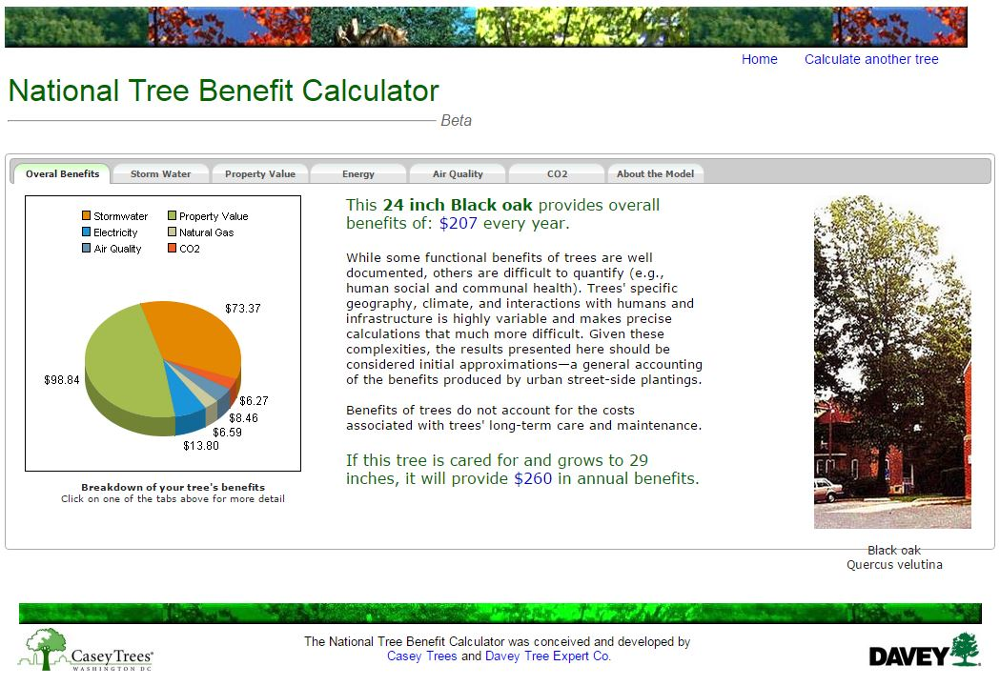 Home Calculate another tree
National Tree Benefit Calculator
Beta
Overal Benefits Storm Water Property Value Energy Air Quality CO2 About the Model
Stormwater Property Value
Electricity Natural Gas
Air Quality CO2
$73.37
$98.84
$6.27
$8.46
$6.59
$13.80
Breakdown of your tree's benefits
Click on one of the tabs above for more detail
This 24 inch Black oak provides overall
benefits of: $207 every year.
While some functional benefits of trees are well
documented, others are difficult to quantify (e.g.,
human social and communal health). Trees' specific
geography, climate, and interactions with humans and
infrastructure is highly variable and makes precise
calculations that much more difficult. Given these
complexities, the results presented here should be
considered initial approximations—a general accounting
of the benefits produced by urban street-side plantings.
Benefits of trees do not account for the costs
associated with trees' long-term care and maintenance.
If this tree is cared for and grows to 29
inches, it will provide $260 in annual benefits.
Black oak
Quercus velutina
Casey Trees
WASHINGTON DC
The National Tree Benefit Calculator was conceived and developed by
Casey Trees and Davey Tree Expert Co.
DAVEY